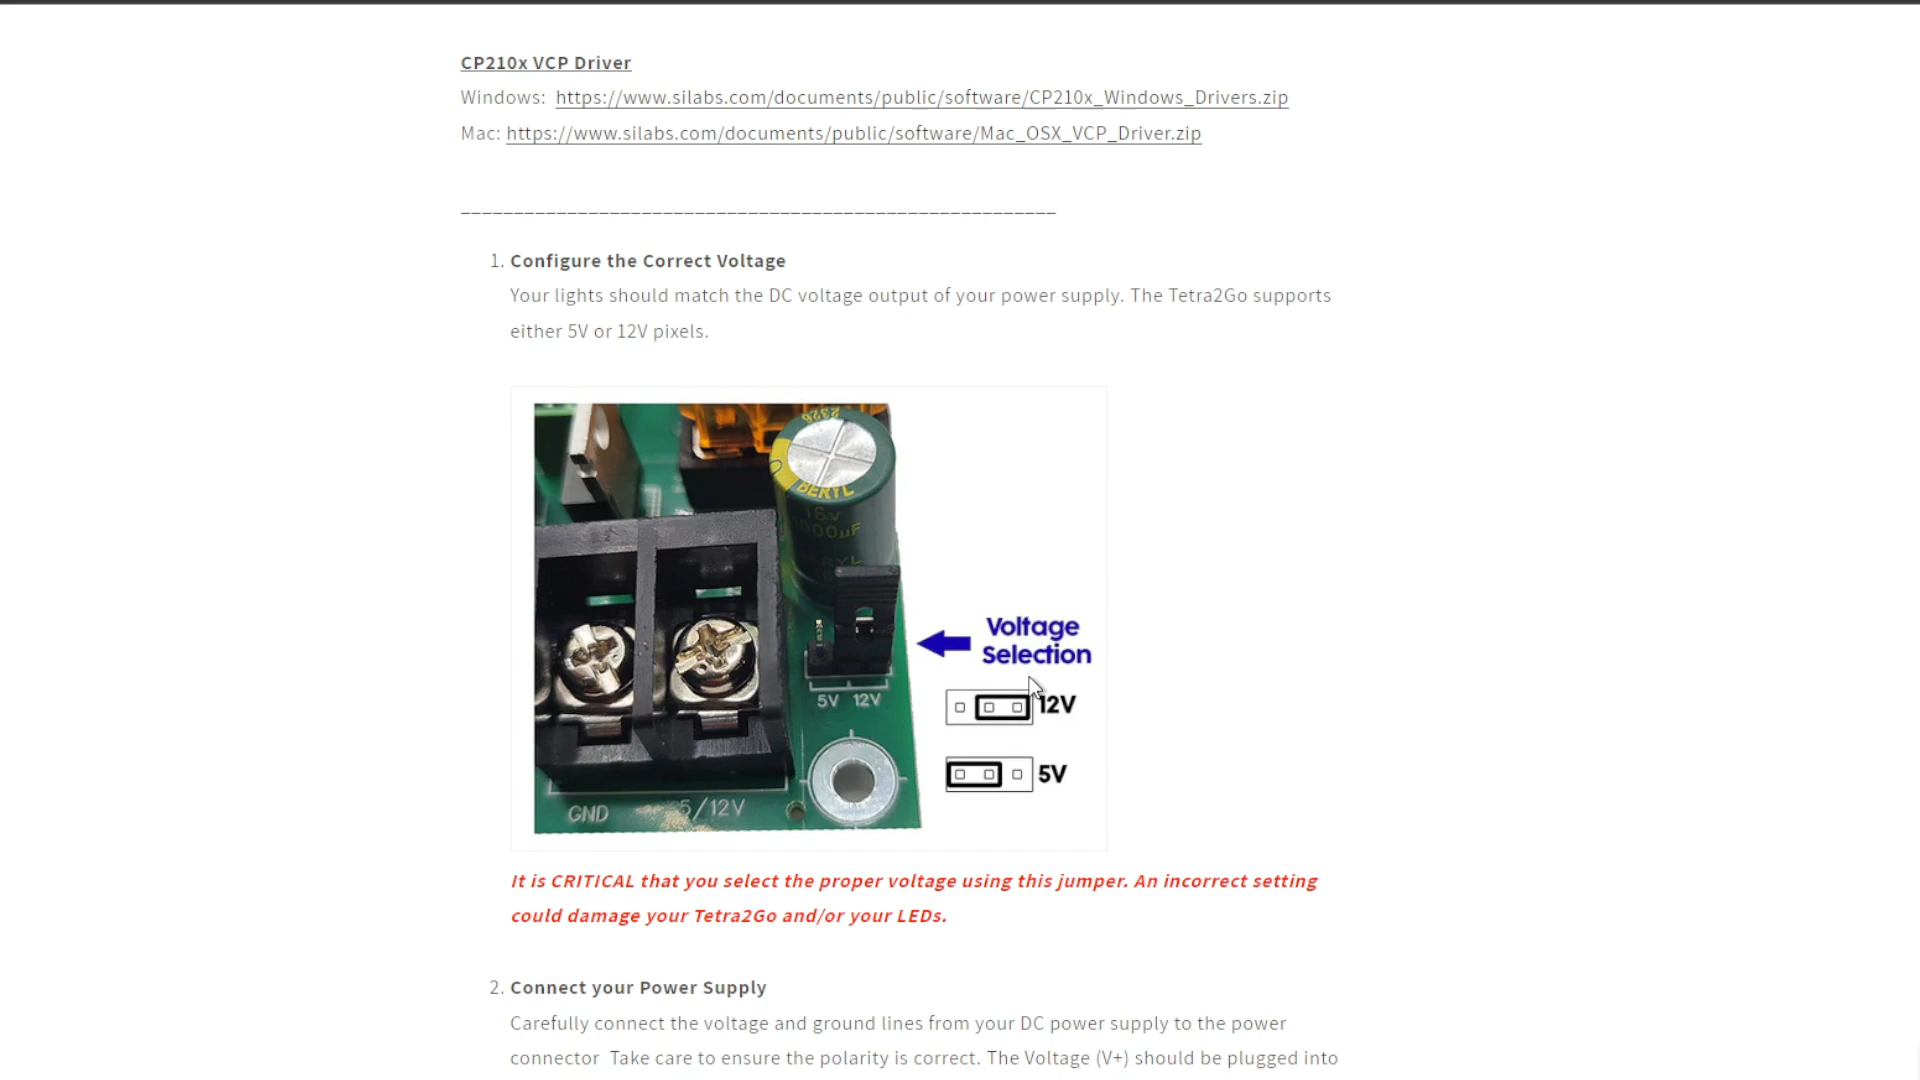 CP210x VCP Driver
Windows: https://www.silabs.com/documents/public/software/CP210x_Windows_Drivers.zip
Mac: https://www.silabs.com/documents/public/software/Mac_OSX_VCP_Driver.zip
________________________________________________________
1. Configure the Correct Voltage
Your lights should match the DC voltage output of your power supply. The Tetra2Go supports
either 5V or 12V pixels.
2326
BERYL
16v
1000µF
Voltage
Selection
5V 12V
12V
5V
GND
5/12V
It is CRITICAL that you select the proper voltage using this jumper. An incorrect setting
could damage your Tetra2Go and/or your LEDs.
2. Connect your Power Supply
Carefully connect the voltage and ground lines from your DC power supply to the power
connector Take care to ensure the polarity is correct. The Voltage (V+) should be plugged into